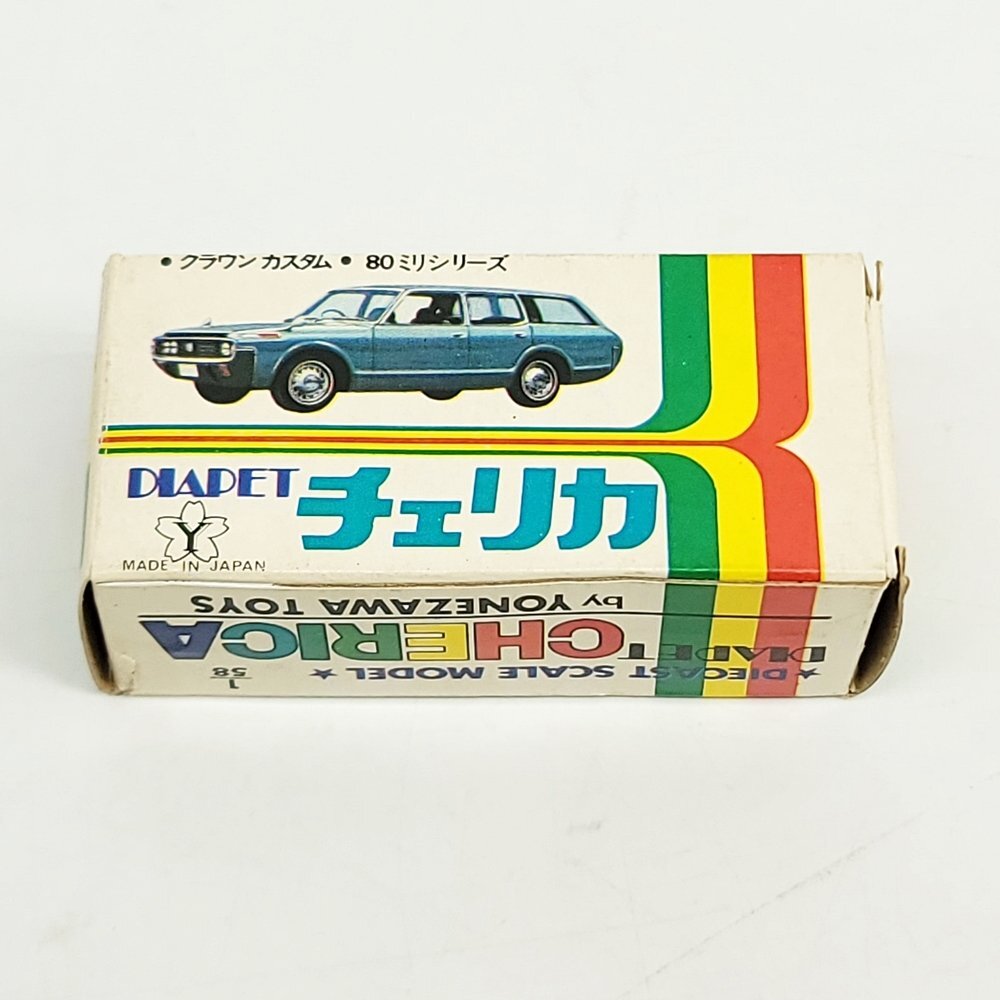 • クラウン カスタム • 80ミリシリーズ
DIAPET チェリカ
Y
MADE IN JAPAN
★ DIECAST SCALE MODEL ★ 1/58
DIAPET CHERICA
by YONEZAWA TOYS